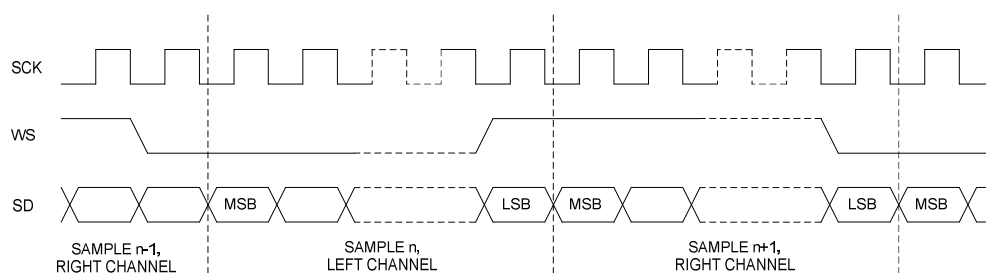 SCK
WS
SD
MSB
LSB
MSB
LSB
MSB
SAMPLE n-1,
RIGHT CHANNEL
SAMPLE n,
LEFT CHANNEL
SAMPLE n+1,
RIGHT CHANNEL